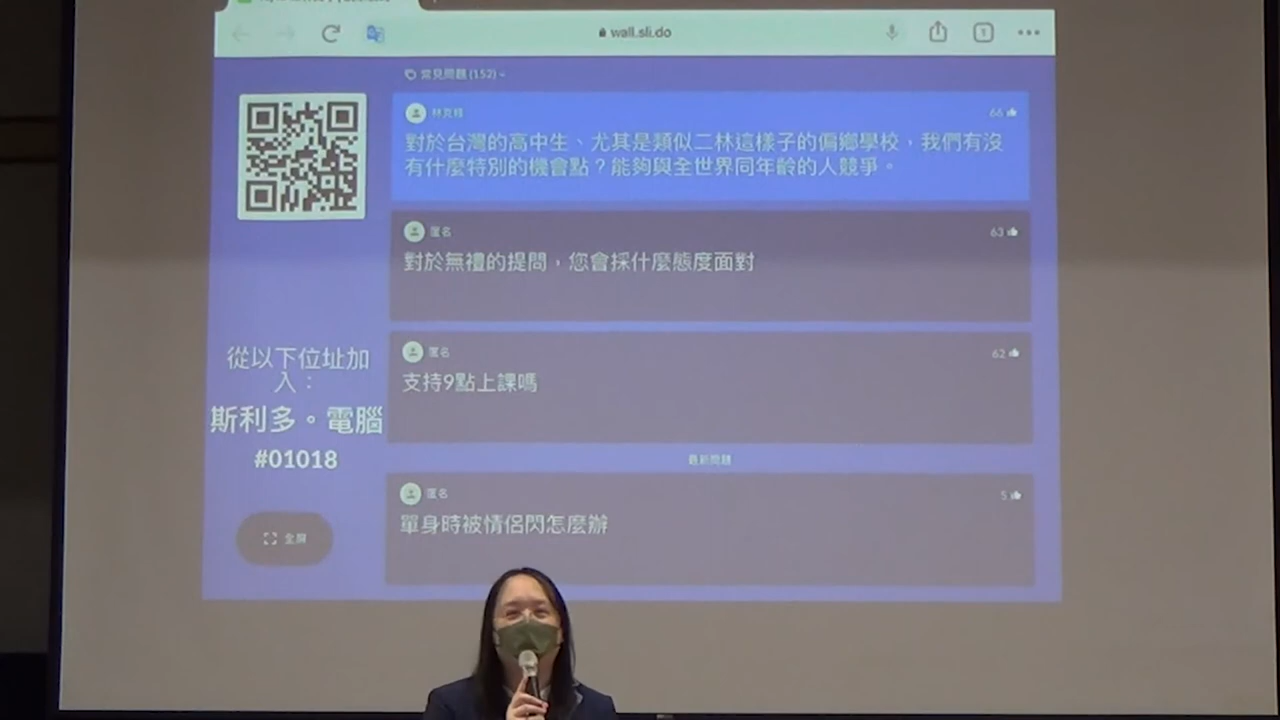 wall.sli.do
常見問題 (152)
66
對於台灣的高中生、尤其是類似二林這樣子的偏鄉學校，我們有沒
有什麼特別的機會點？能夠與全世界同年齡的人競爭。
匿名
63
對於無禮的提問，您會採什麼態度面對
匿名
62
支持9點上課嗎
最新問題
匿名
5
單身時被情侶閃怎麼辦
從以下位址加
入：
斯利多。電腦
#01018
全屏